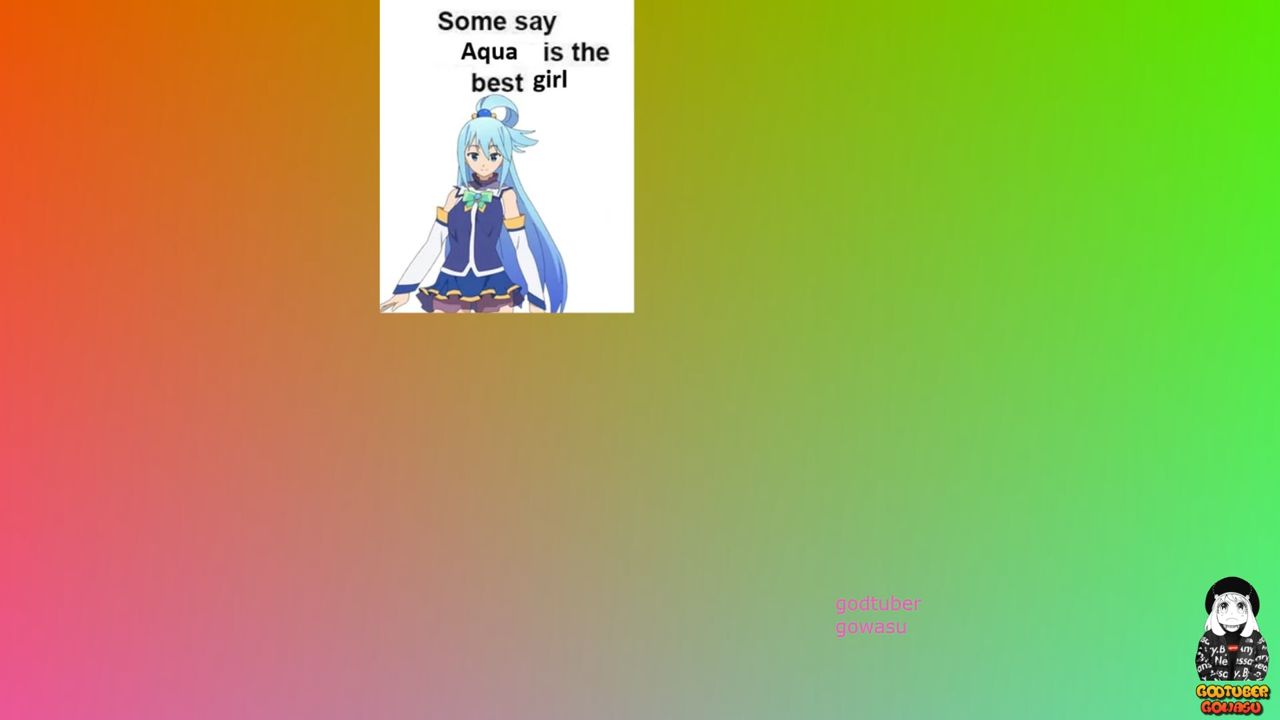 Some say
Aqua is the
best girl
godtuber
gowasu
GODTUBER
GOWASU